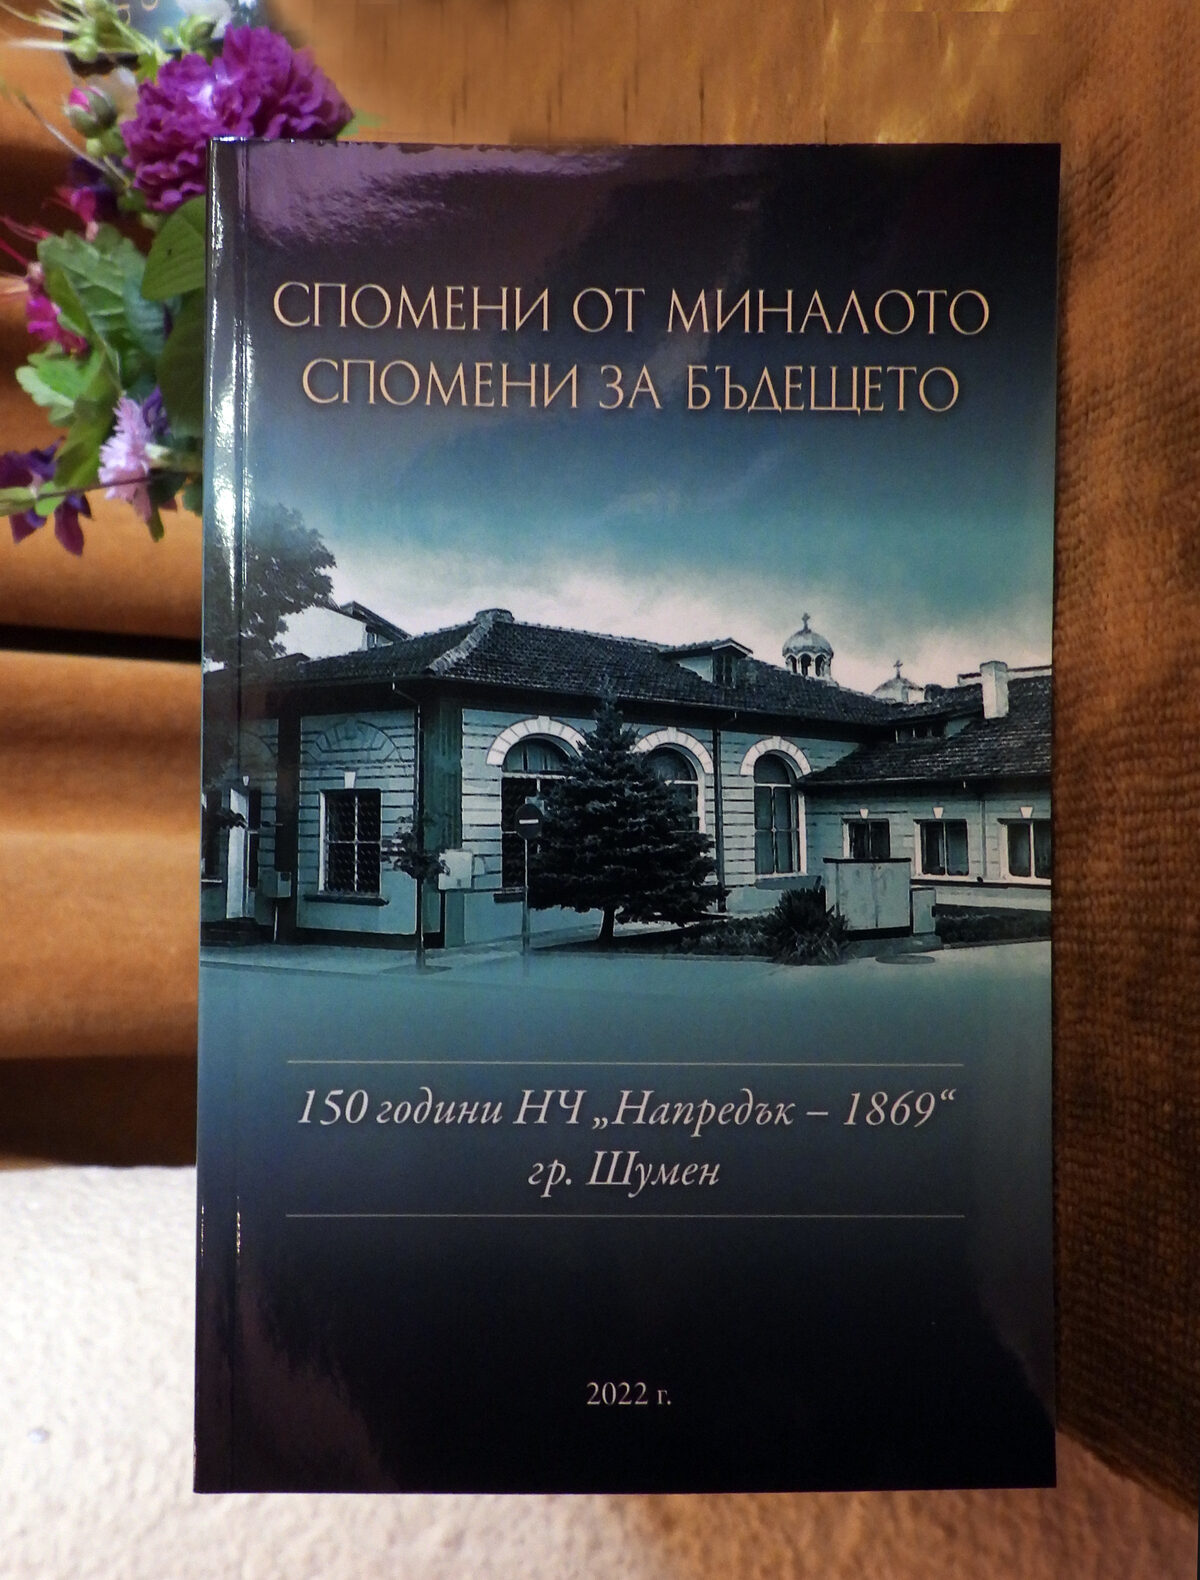 СПОМЕНИ ОТ МИНАЛОТО
СПОМЕНИ ЗА БЪДЕЩЕТО
150 години НЧ „Напредък – 1869“
гр. Шумен
2022 г.